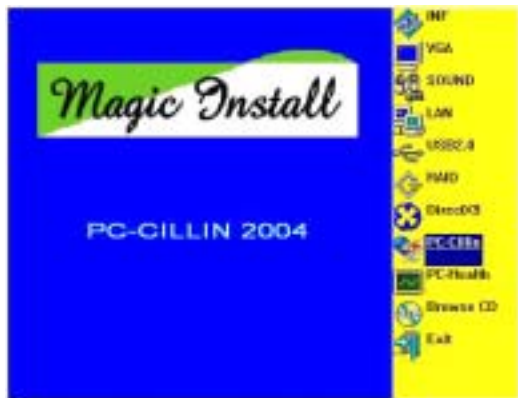 Magic Install
PC-CILLIN 2004
INF
VGA
SOUND
LAN
USB2.0
RAID
DirectX9
PC-Cillin
PC-Health
Browse CD
Exit